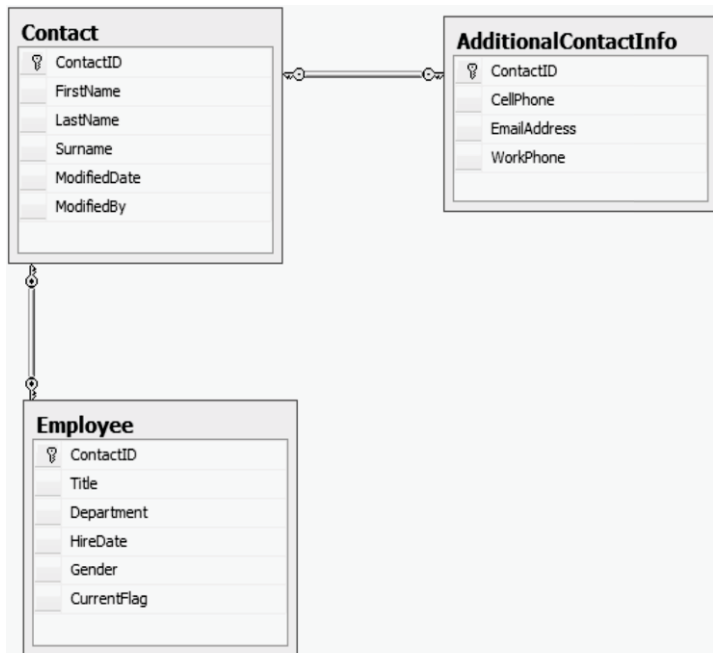 Contact
ContactID
FirstName
LastName
Surname
ModifiedDate
ModifiedBy
AdditionalContactInfo
ContactID
CellPhone
EmailAddress
WorkPhone
Employee
ContactID
Title
Department
HireDate
Gender
CurrentFlag